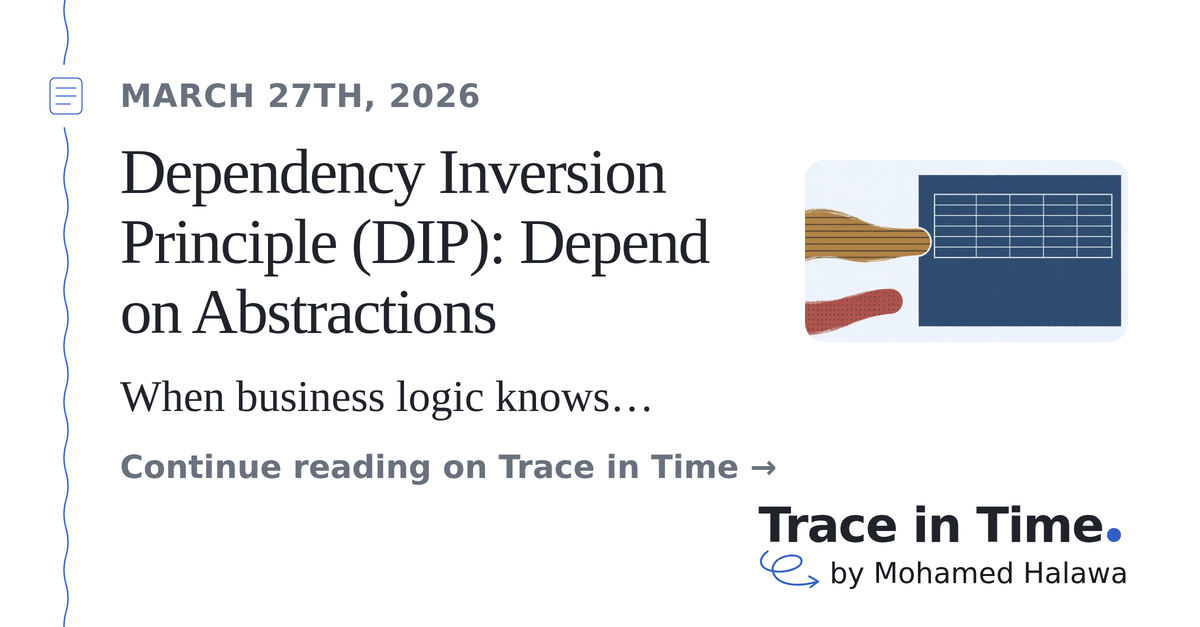 MARCH 27TH, 2026
Dependency Inversion
Principle (DIP): Depend
on Abstractions
When business logic knows…
Continue reading on Trace in Time →
Trace in Time.
by Mohamed Halawa